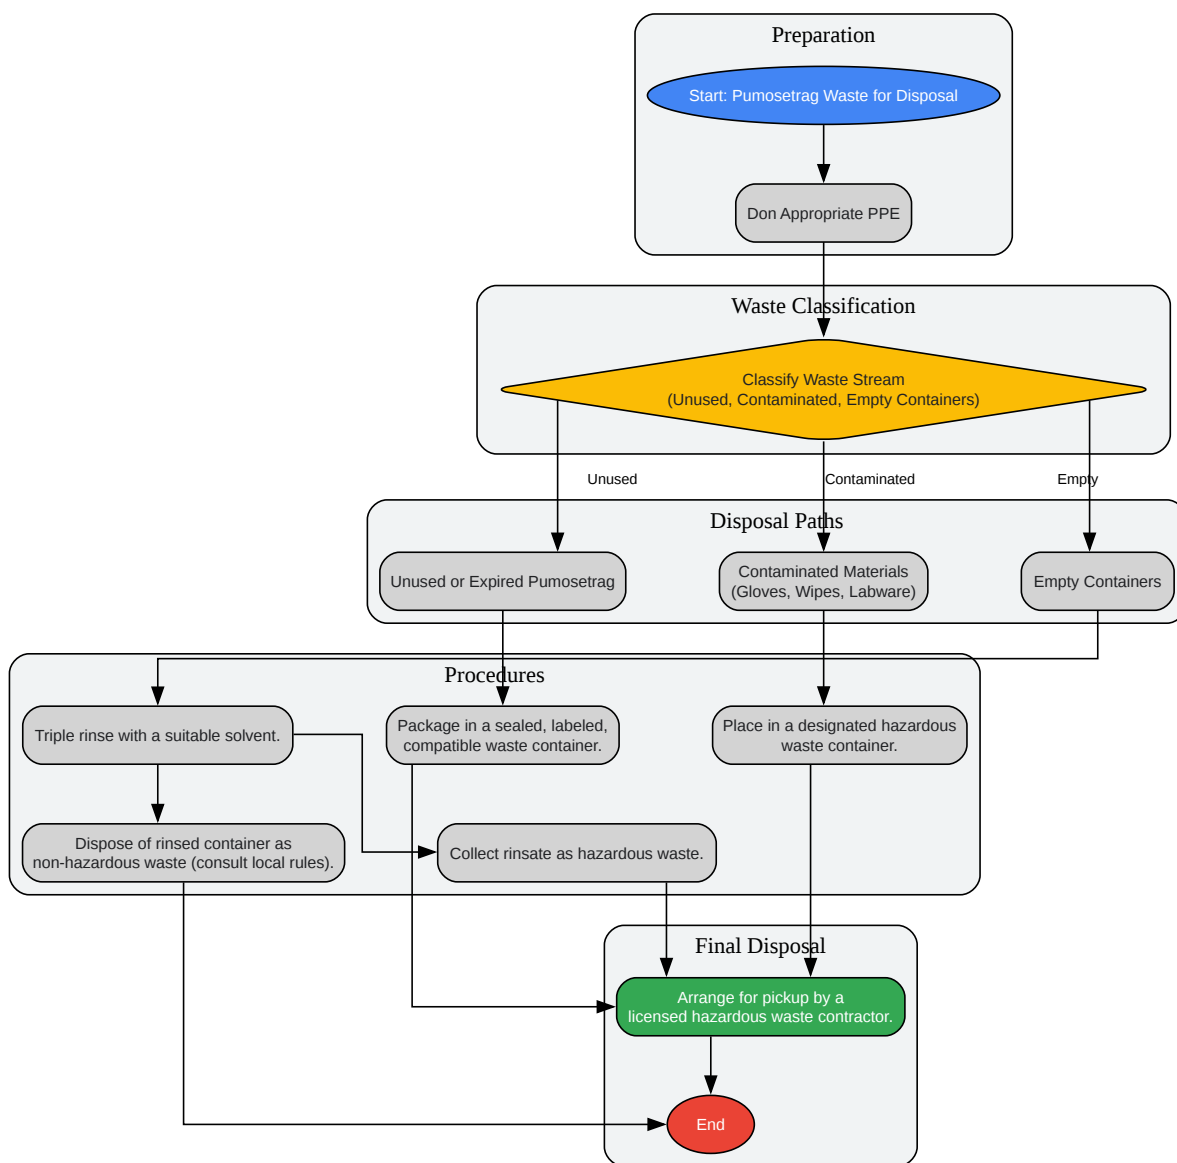 Preparation
Start: Pumosetrag Waste for Disposal
Don Appropriate PPE
Waste Classification
Classify Waste Stream
(Unused, Contaminated, Empty Containers)
Unused
Contaminated
Empty
Disposal Paths
Unused or Expired Pumosetrag
Contaminated Materials
(Gloves, Wipes, Labware)
Empty Containers
Procedures
Triple rinse with a suitable solvent.
Package in a sealed, labeled,
compatible waste container.
Place in a designated hazardous
waste container.
Dispose of rinsed container as
non-hazardous waste (consult local rules).
Collect rinsate as hazardous waste.
Final Disposal
Arrange for pickup by a
licensed hazardous waste contractor.
End